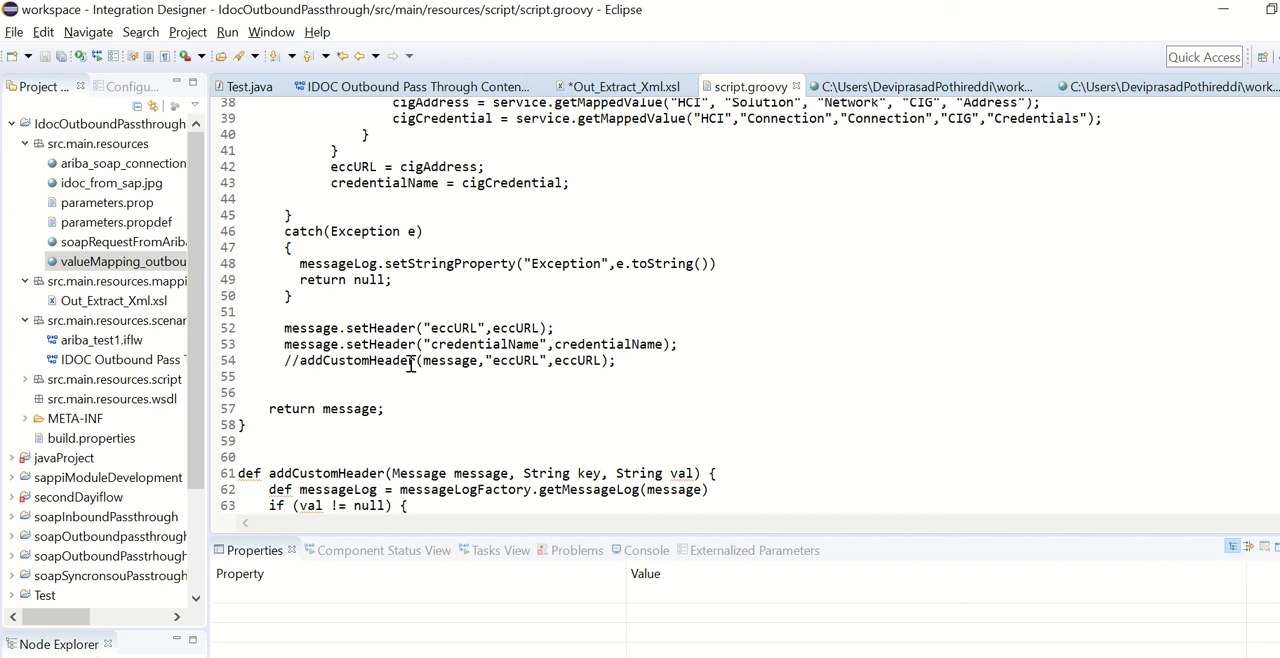 workspace - Integration Designer - IdocOutboundPassthrough/src/main/resources/script/script.groovy - Eclipse
File Edit Navigate Search Project Run Window Help
Quick Access
Project ... Configu...
Test.java IDOC Outbound Pass Through Conten... *Out_Extract_Xml.xsl script.groovy C:\Users\DeviprasadPothireddi\work... C:\Users\DeviprasadPothireddi\work...
IdocOutboundPassthrough
src.main.resources
ariba_soap_connection
idoc_from_sap.jpg
parameters.prop
parameters.propdef
soapRequestFromAriba
valueMapping_outbou
src.main.resources.mappi
Out_Extract_Xml.xsl
src.main.resources.scenar
ariba_test1.iflw
IDOC Outbound Pass T
src.main.resources.script
src.main.resources.wsdl
META-INF
build.properties
javaProject
sappiModuleDevelopment
secondDayiflow
soapInboundPassthrough
soapOutboundpassthrough
soapOutboundPasstrhough
soapSyncronsouPasstrough
Test
Node Explorer
38 cigAddress = service.getMappedValue("HCI", "Solution", "Network", "CIG", "Address");
39 cigCredential = service.getMappedValue("HCI","Connection","Connection","CIG","Credentials");
40 }
41 }
42 eccURL = cigAddress;
43 credentialName = cigCredential;
44
45 }
46 catch(Exception e)
47 {
48 messageLog.setStringProperty("Exception",e.toString())
49 return null;
50 }
51
52 message.setHeader("eccURL",eccURL);
53 message.setHeader("credentialName",credentialName);
54 //addCustomHeader(message,"eccURL",eccURL);
55
56
57 return message;
58 }
59
60
61 def addCustomHeader(Message message, String key, String val) {
62 def messageLog = messageLogFactory.getMessageLog(message)
63 if (val != null) {
Properties Component Status View Tasks View Problems Console Externalized Parameters
Property Value